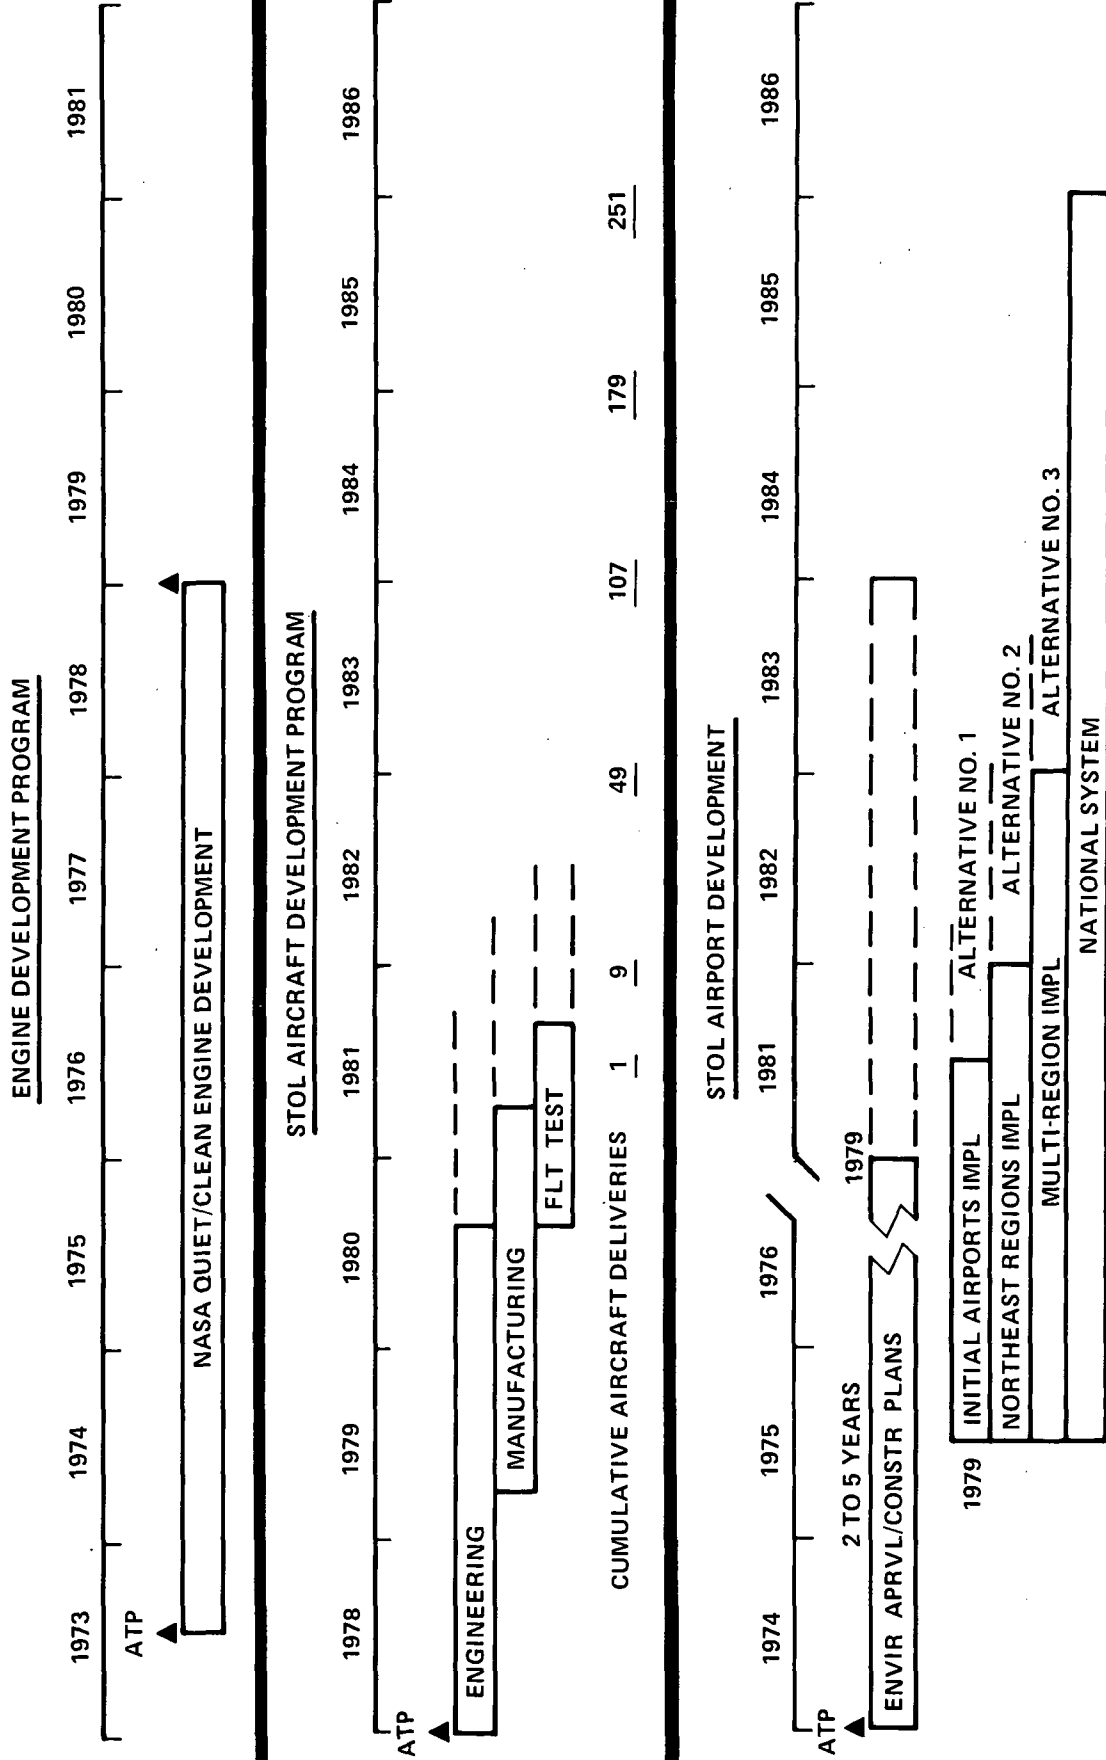 ENGINE DEVELOPMENT PROGRAM
1973 1974 1975 1976 1977 1978 1979 1980 1981
ATP
NASA QUIET/CLEAN ENGINE DEVELOPMENT
STOL AIRCRAFT DEVELOPMENT PROGRAM
1978 1979 1980 1981 1982 1983 1984 1985 1986
ATP
ENGINEERING
MANUFACTURING
FLT TEST
CUMULATIVE AIRCRAFT DELIVERIES 1 9 49 107 179 251
STOL AIRPORT DEVELOPMENT
1974 1975 1976 1981 1982 1983 1984 1985 1986
ATP
2 TO 5 YEARS 1979
ENVIR APRVL/CONSTR PLANS
1979
INITIAL AIRPORTS IMPL ALTERNATIVE NO. 1
NORTHEAST REGIONS IMPL ALTERNATIVE NO. 2
MULTI-REGION IMPL ALTERNATIVE NO. 3
NATIONAL SYSTEM